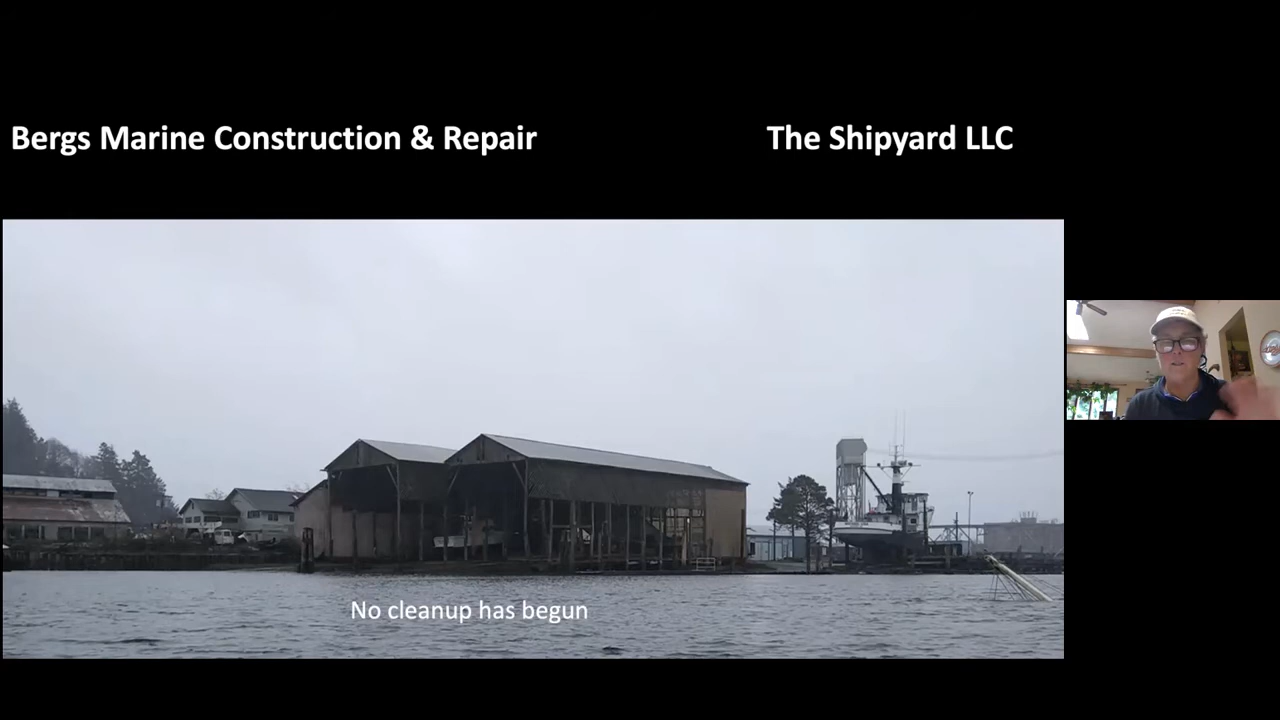 Bergs Marine Construction & Repair
The Shipyard LLC
No cleanup has begun